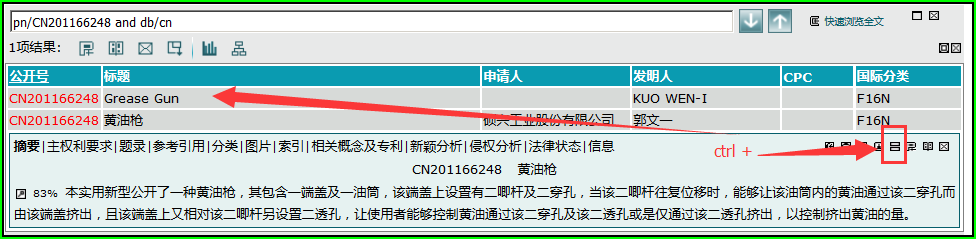 pn/CN201166248 and db/cn 快速浏览全文
1项结果:
公开号 标题 申请人 发明人 CPC 国际分类
CN201166248 Grease Gun KUO WEN-I F16N
CN201166248 黄油枪 硕兴工业股份有限公司 郭文一 F16N
摘要|主权利要求|题录|参考引用|分类|图片|索引|相关概念及专利|新颖分析|侵权分析|法律状态|信息
ctrl +
CN201166248 黄油枪
83% 本实用新型公开了一种黄油枪，其包含一端盖及一油筒，该端盖上设置有二唧杆及二穿孔，当该二唧杆往复位移时，能够让该油筒内的黄油通过该二穿孔而
由该端盖挤出，且该端盖上又相对该二唧杆另设置二透孔，让使用者能够控制黄油通过该二穿孔及该二透孔或是仅通过该二透孔挤出，以控制挤出黄油的量。